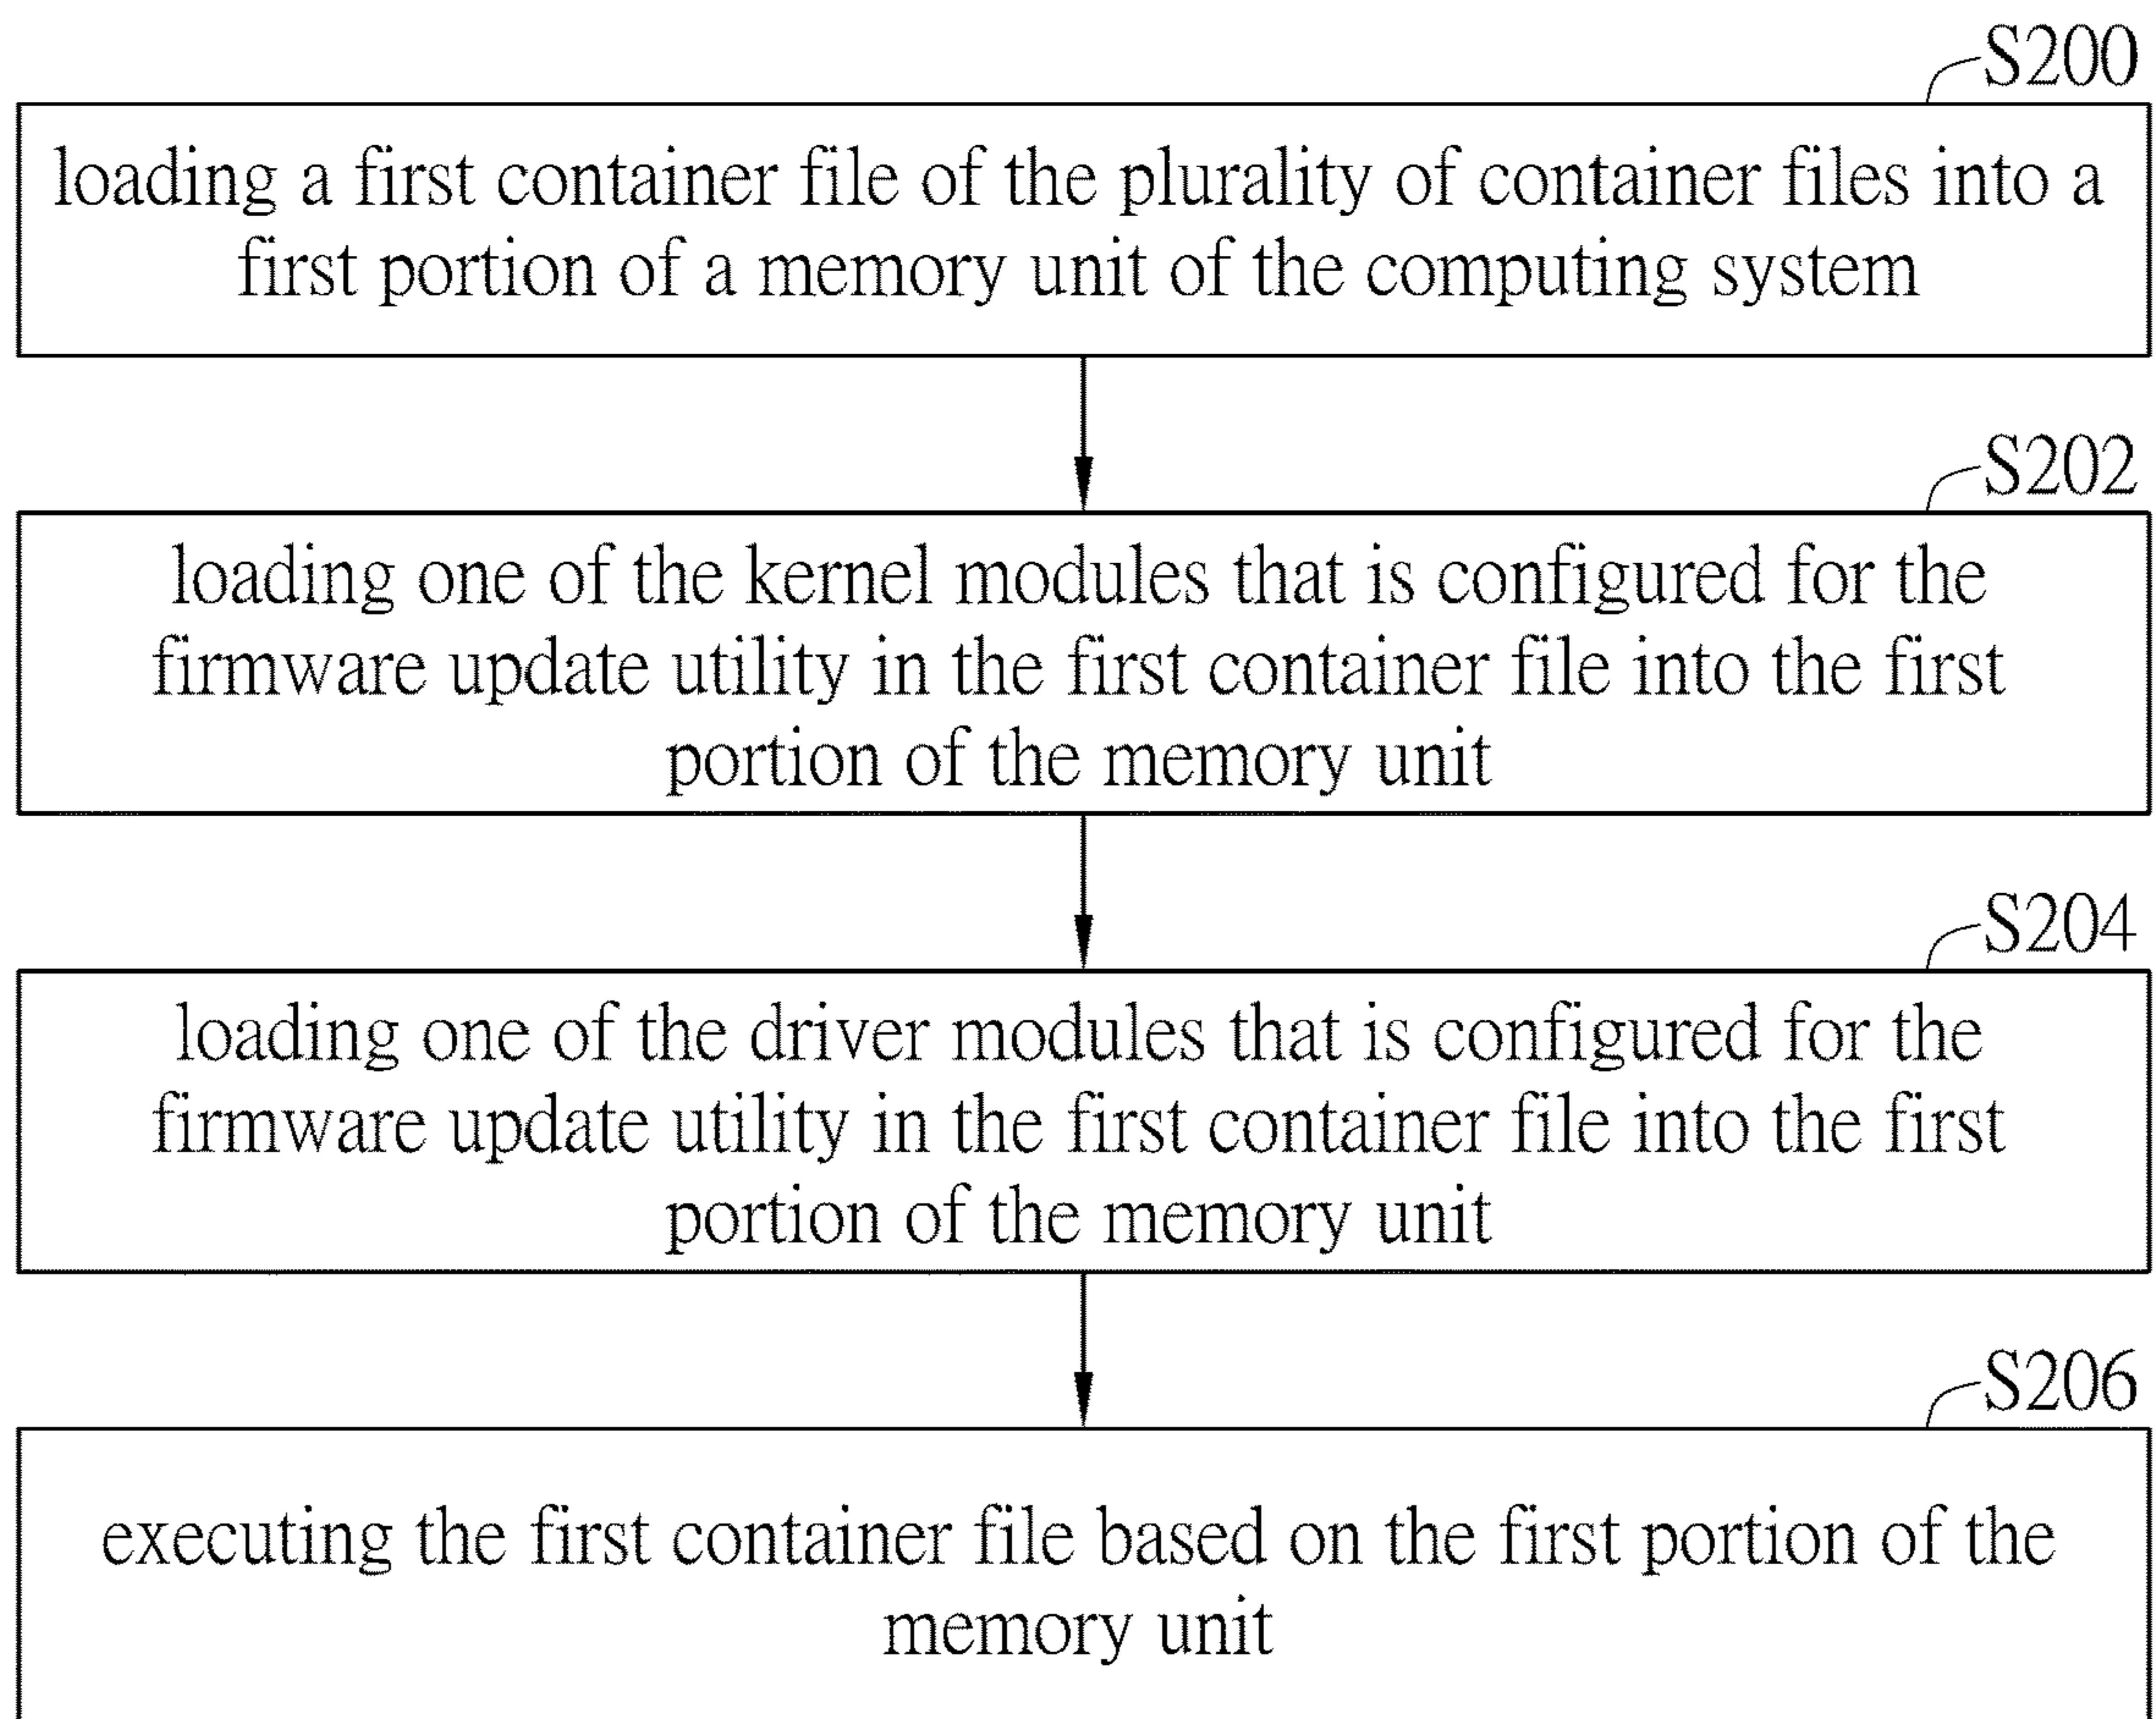 S200
loading a first container file of the plurality of container files into a
first portion of a memory unit of the computing system
S202
loading one of the kernel modules that is configured for the
firmware update utility in the first container file into the first
portion of the memory unit
S204
loading one of the driver modules that is configured for the
firmware update utility in the first container file into the first
portion of the memory unit
S206
executing the first container file based on the first portion of the
memory unit